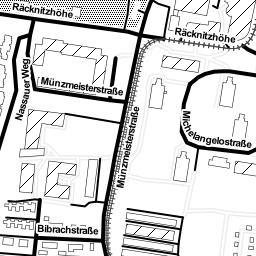 Räcknitzhöhe
Räcknitzhöhe
Nassauer Weg
Münzmeisterstraße
Münzmeisterstraße
Michelangelostraße
Bibrachstraße